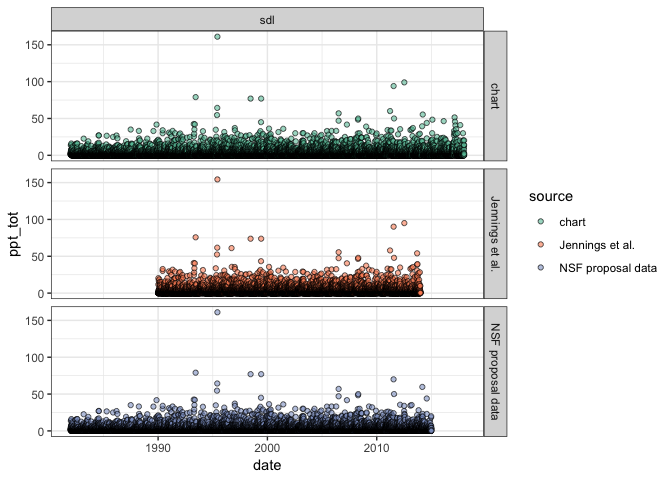 sdl
150
100
50
0
chart
150
100
50
0
Jennings et al.
150
100
50
0
NSF proposal data
ppt_tot
1990 2000 2010
date
source
chart
Jennings et al.
NSF proposal data